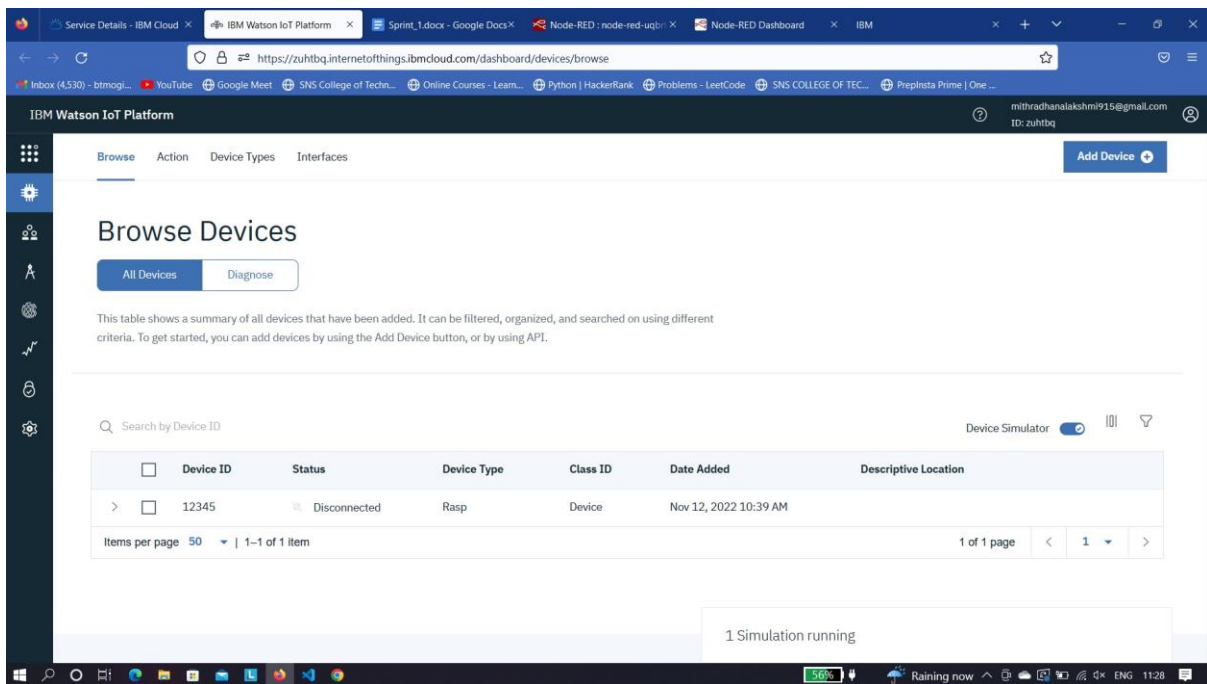 Service Details - IBM Cloud
IBM Watson IoT Platform
Sprint_1.docx - Google Docs
Node-RED : node-red-uqbri
Node-RED Dashboard
IBM
https://zuhtbq.internetofthings.ibmcloud.com/dashboard/devices/browse
Inbox (4,530) - btmogi... YouTube Google Meet SNS College of Techn... Online Courses - Learn... Python | HackerRank Problems - LeetCode SNS COLLEGE OF TEC... PrepInsta Prime | One ...
IBM Watson IoT Platform
mithradhanalakshmi915@gmail.com
ID: zuhtbq
Browse Action Device Types Interfaces
Add Device
Browse Devices
All Devices Diagnose
This table shows a summary of all devices that have been added. It can be filtered, organized, and searched on using different
criteria. To get started, you can add devices by using the Add Device button, or by using API.
Search by Device ID
Device Simulator
Device ID Status Device Type Class ID Date Added Descriptive Location
12345 Disconnected Rasp Device Nov 12, 2022 10:39 AM
Items per page 50 | 1–1 of 1 item
1 of 1 page < 1 >
1 Simulation running
56% Raining now ENG 11:28